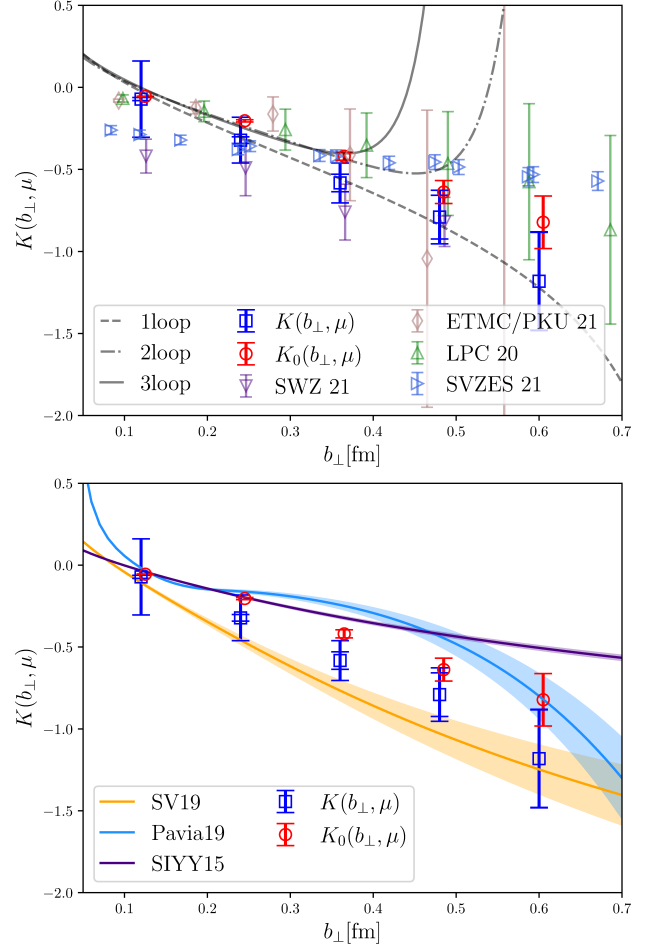 0.5
0.0
−0.5
−1.0
−1.5
−2.0
K(b⊥, μ)
1loop
2loop
3loop
K(b⊥, μ)
K₀(b⊥, μ)
SWZ 21
ETMC/PKU 21
LPC 20
SVZES 21
0.1 0.2 0.3 0.4 0.5 0.6 0.7
b⊥[fm]
0.5
0.0
−0.5
−1.0
−1.5
−2.0
K(b⊥, μ)
SV19
Pavia19
SIYY15
K(b⊥, μ)
K₀(b⊥, μ)
0.1 0.2 0.3 0.4 0.5 0.6 0.7
b⊥[fm]